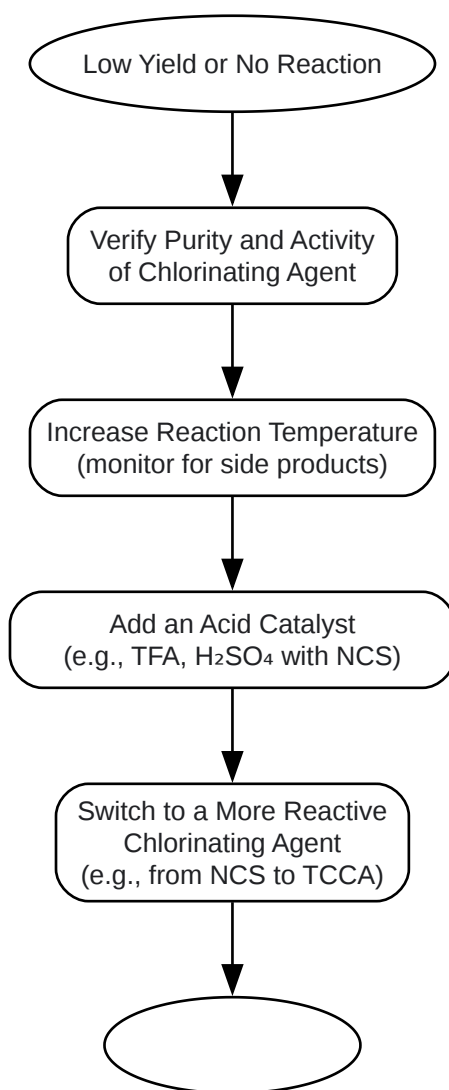 Low Yield or No Reaction
Verify Purity and Activity
of Chlorinating Agent
Increase Reaction Temperature
(monitor for side products)
Add an Acid Catalyst
(e.g., TFA, H₂SO₄ with NCS)
Switch to a More Reactive
Chlorinating Agent
(e.g., from NCS to TCCA)